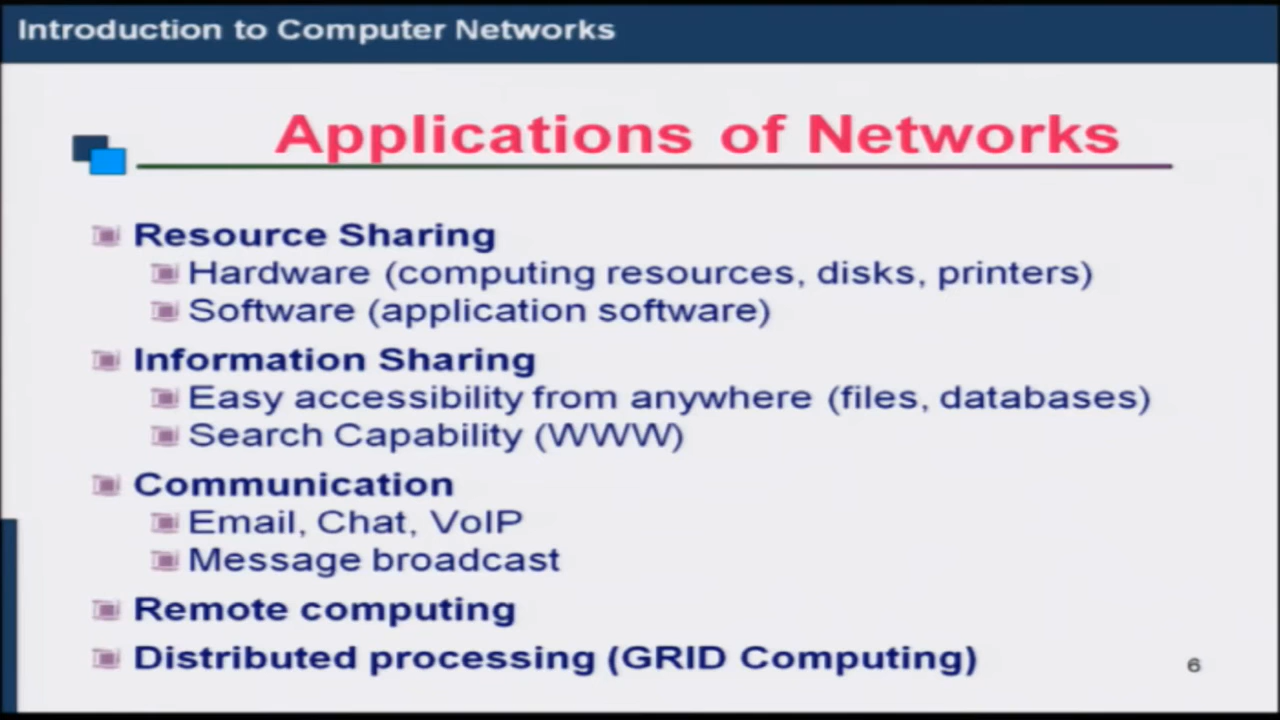 Introduction to Computer Networks
Applications of Networks
Resource Sharing
Hardware (computing resources, disks, printers)
Software (application software)
Information Sharing
Easy accessibility from anywhere (files, databases)
Search Capability (WWW)
Communication
Email, Chat, VoIP
Message broadcast
Remote computing
Distributed processing (GRID Computing)
6